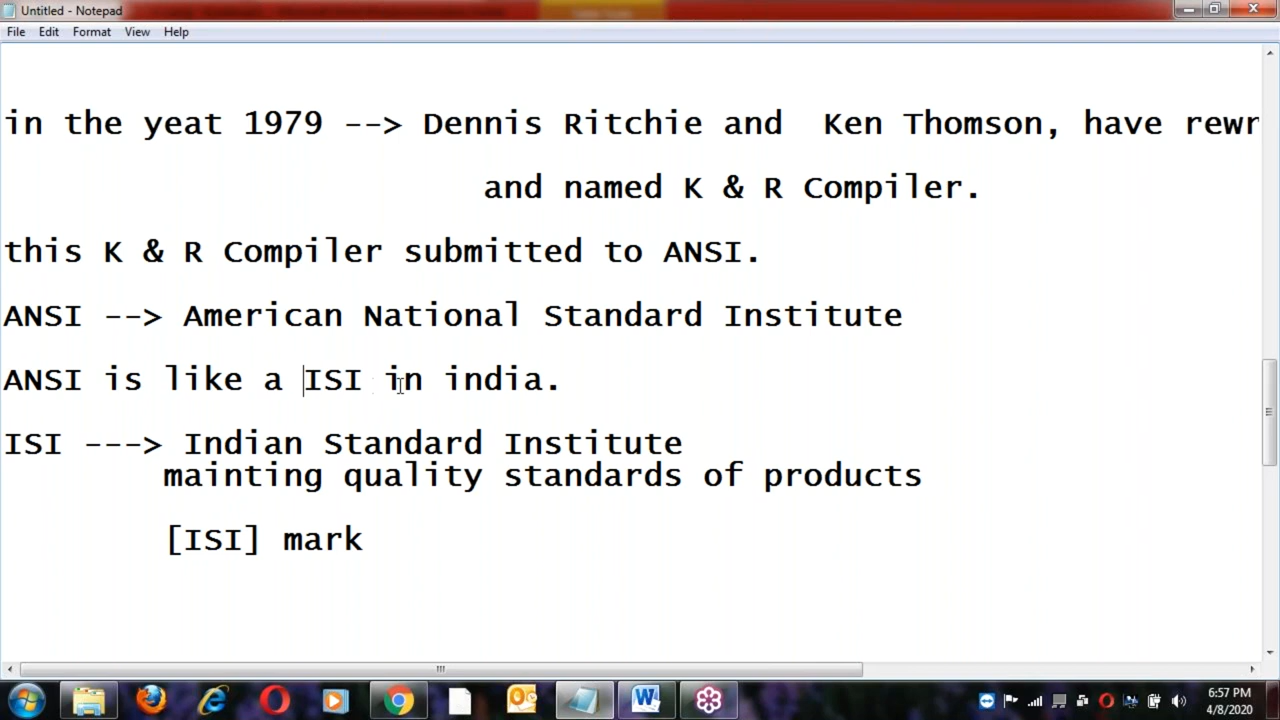 Untitled - Notepad
File Edit Format View Help
in the yeat 1979 --> Dennis Ritchie and  Ken Thomson, have rewr
and named K & R Compiler.
this K & R Compiler submitted to ANSI.
ANSI --> American National Standard Institute
ANSI is like a ISI in india.
ISI ---> Indian Standard Institute
mainting quality standards of products
[ISI] mark
6:57 PM
4/8/2020